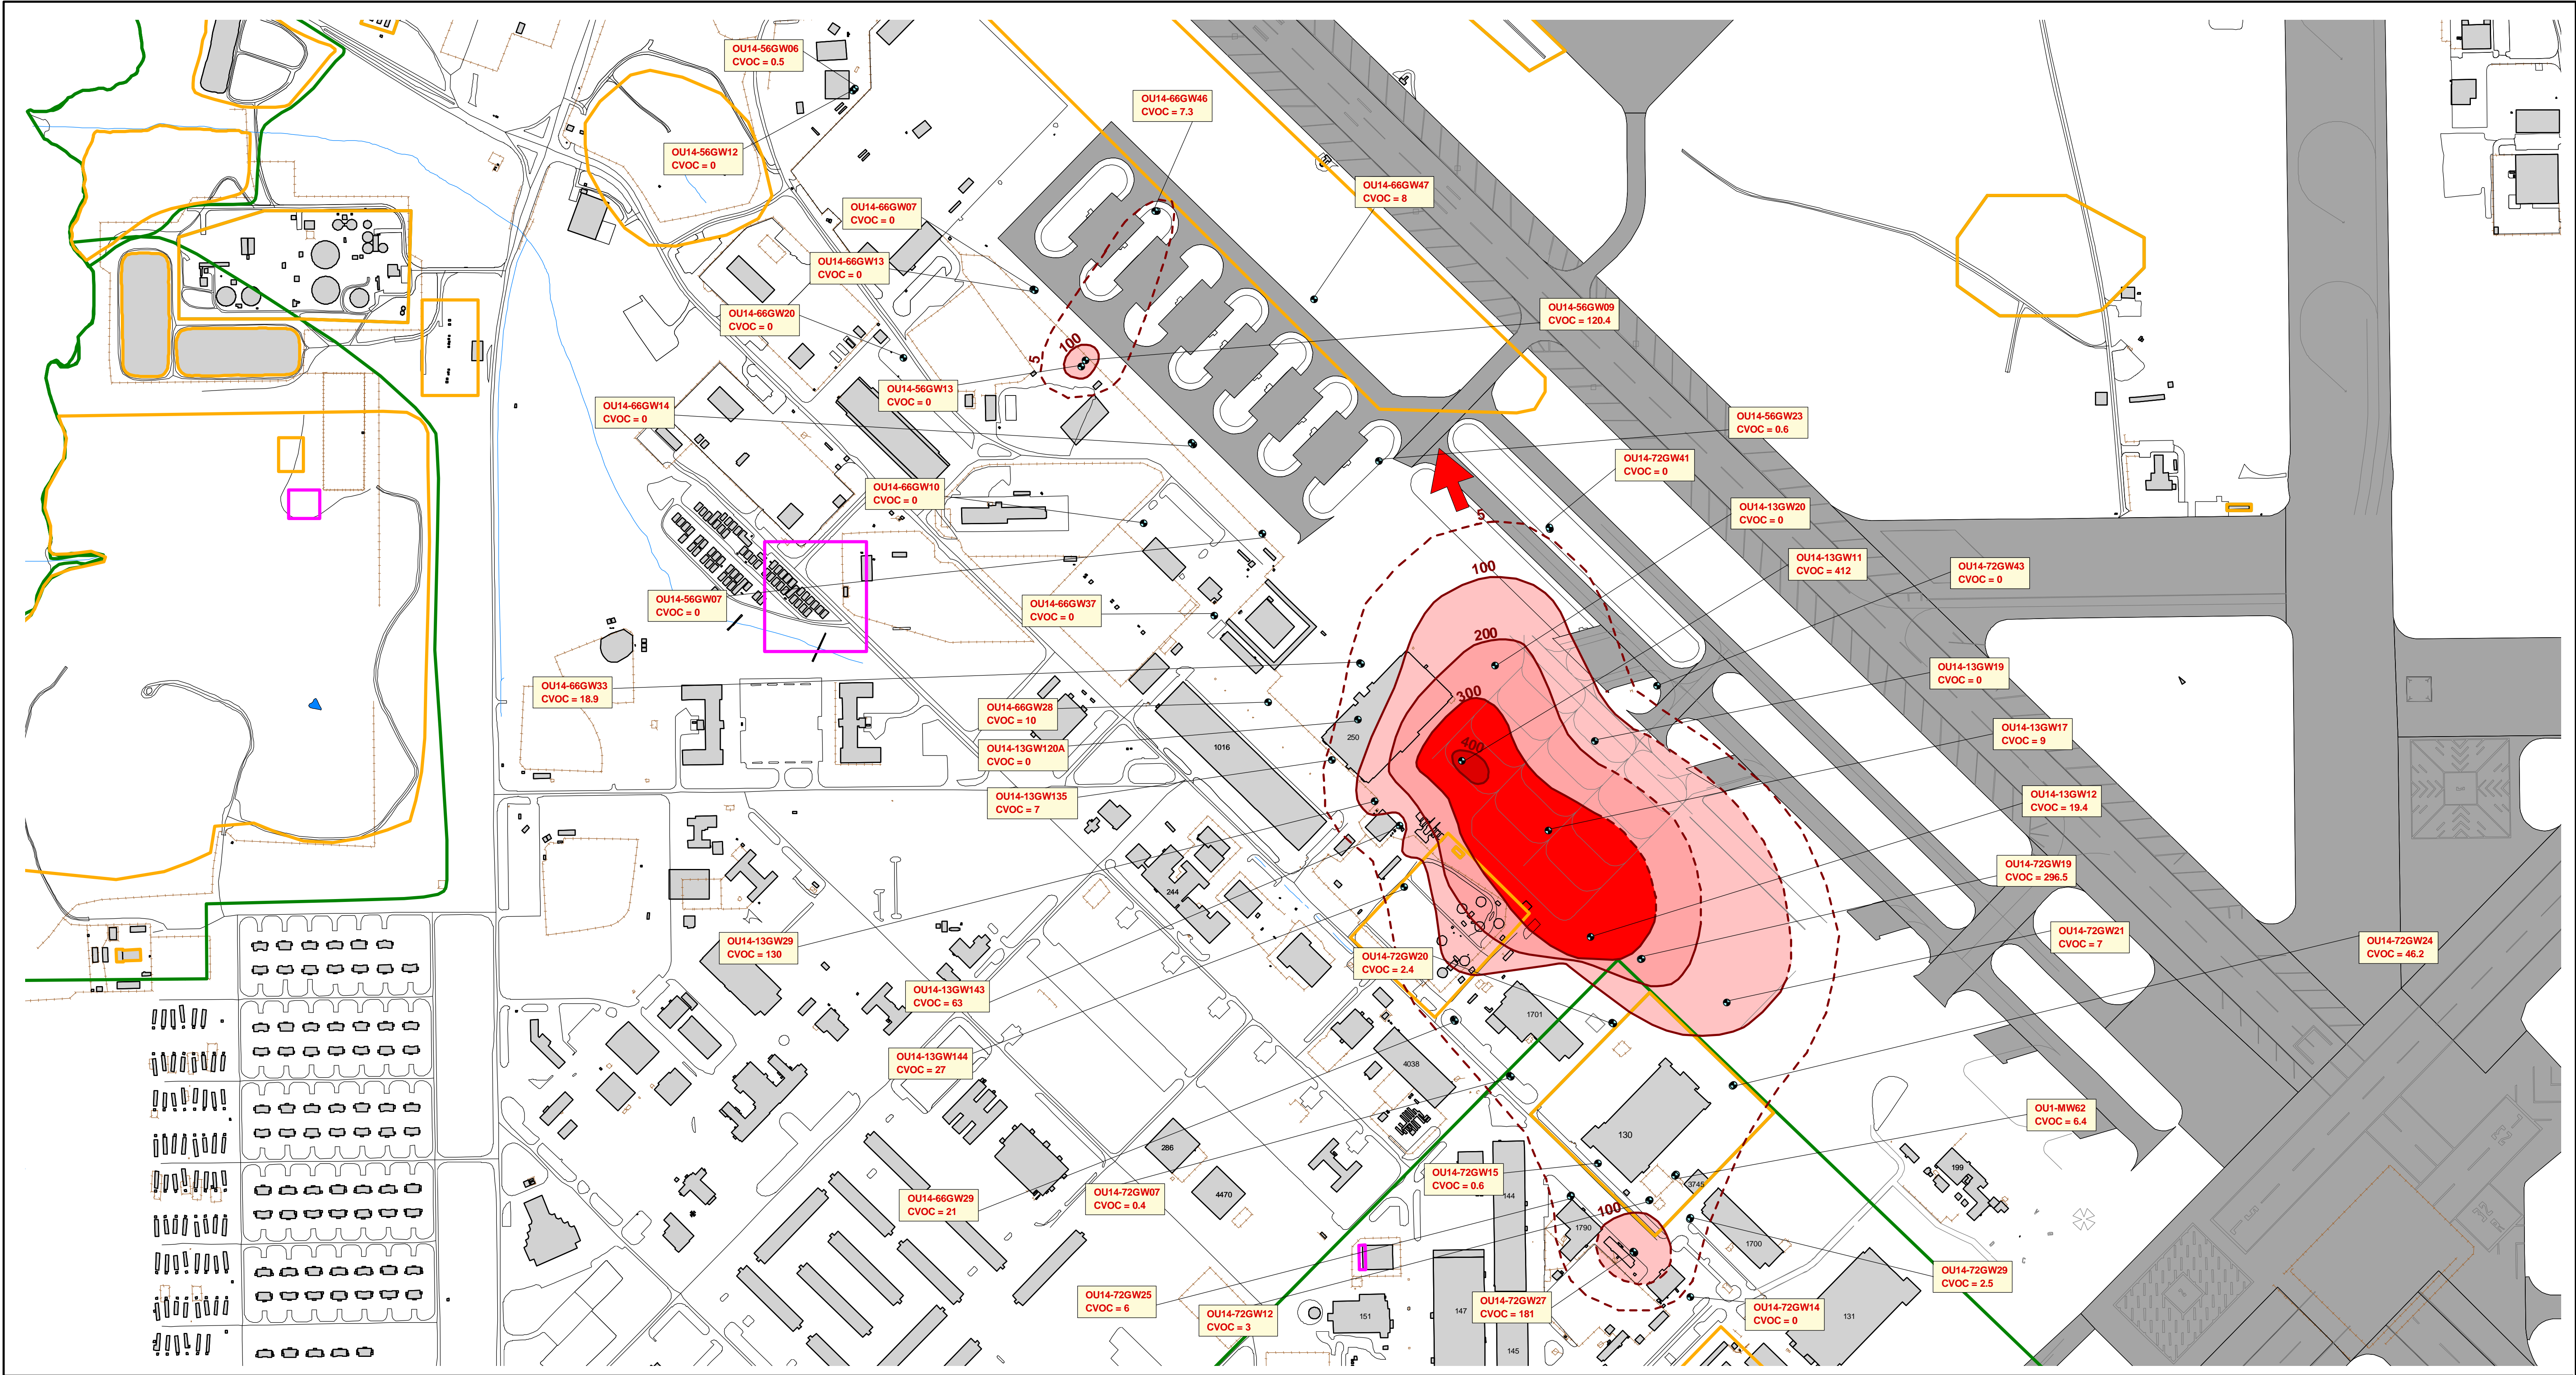 OU14-56GW06
CVOC = 0.5
OU14-66GW46
CVOC = 7.3
OU14-56GW12
CVOC = 0
OU14-66GW47
CVOC = 8
OU14-66GW07
CVOC = 0
OU14-66GW13
CVOC = 0
OU14-66GW20
CVOC = 0
OU14-56GW09
CVOC = 120.4
100
5
OU14-56GW13
CVOC = 0
OU14-66GW14
CVOC = 0
OU14-56GW23
CVOC = 0.6
OU14-72GW41
CVOC = 0
OU14-66GW10
CVOC = 0
OU14-13GW20
CVOC = 0
5
OU14-13GW11
CVOC = 412
OU14-72GW43
CVOC = 0
100
OU14-56GW07
CVOC = 0
OU14-66GW37
CVOC = 0
200
OU14-13GW19
CVOC = 0
OU14-66GW33
CVOC = 18.9
300
OU14-66GW28
CVOC = 10
OU14-13GW17
CVOC = 9
250
1016
400
OU14-13GW120A
CVOC = 0
OU14-13GW135
CVOC = 7
OU14-13GW12
CVOC = 19.4
OU14-72GW19
CVOC = 296.5
244
OU14-72GW21
CVOC = 7
OU14-13GW29
CVOC = 130
OU14-72GW24
CVOC = 46.2
OU14-72GW20
CVOC = 2.4
OU14-13GW143
CVOC = 63
1701
OU14-13GW144
CVOC = 27
4038
OU1-MW62
CVOC = 6.4
130
286
199
OU14-72GW15
CVOC = 0.6
3745
4470
144
OU14-66GW29
CVOC = 21
OU14-72GW07
CVOC = 0.4
100
1790
1700
OU14-72GW29
CVOC = 2.5
OU14-72GW25
CVOC = 6
OU14-72GW27
CVOC = 181
OU14-72GW12
CVOC = 3
OU14-72GW14
CVOC = 0
147
151
131
145